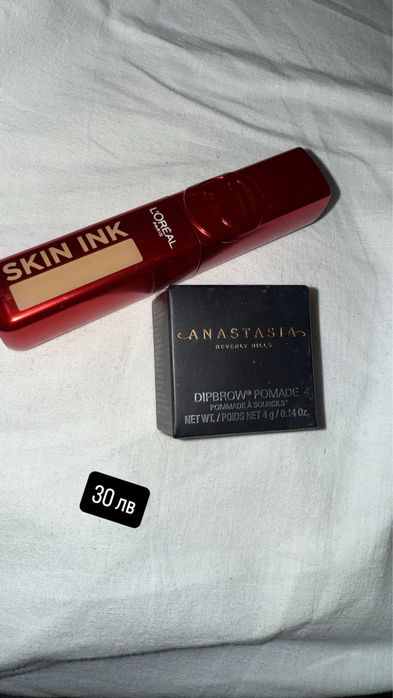 SKIN INK
L'ORÉAL
PARIS
ANASTASIA
BEVERLY HILLS
DIPBROW® POMADE
POMMADE À SOURCILS
NET WT. / POIDS NET 4 g / 0.14 Oz.
30 лв